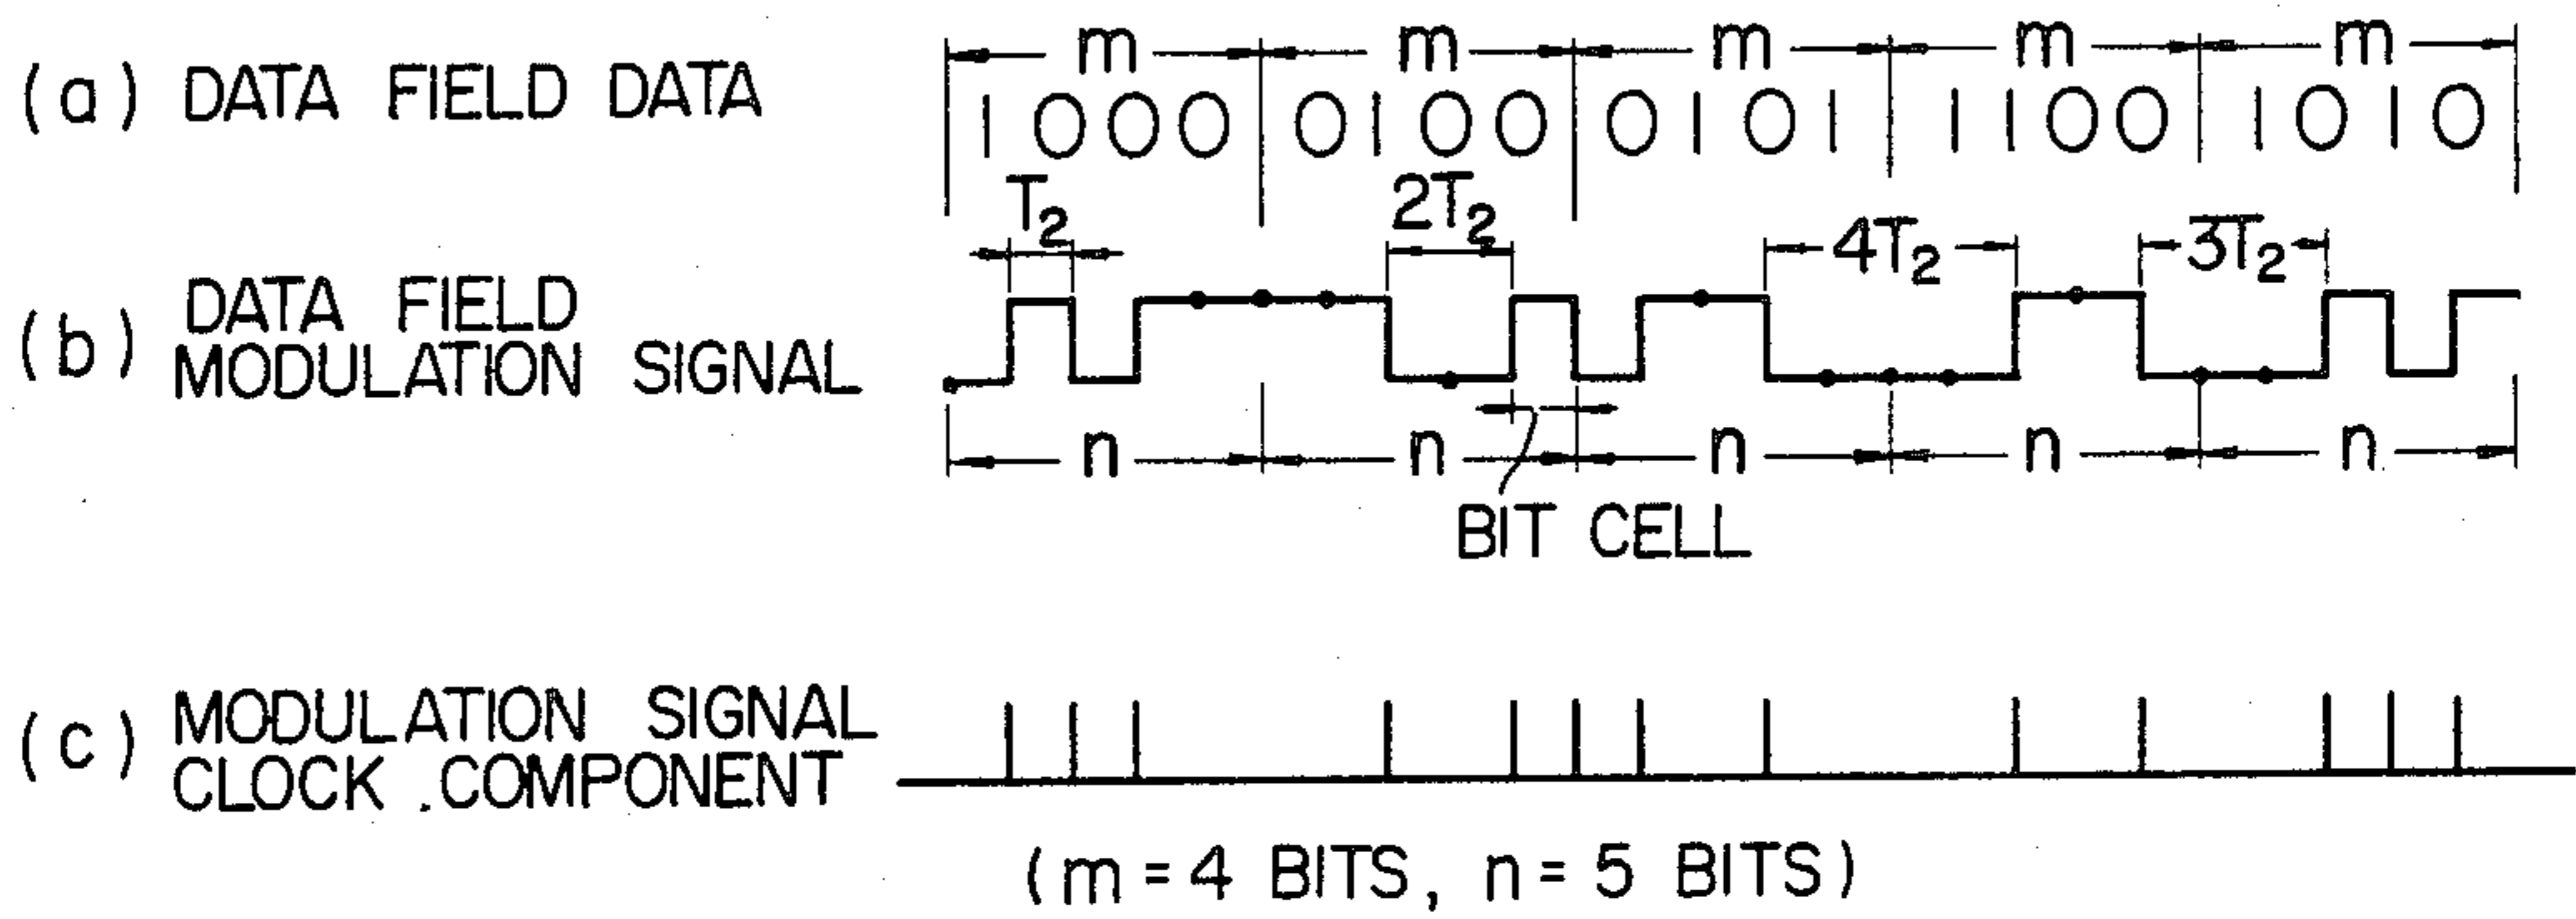 m m m m m
(a) DATA FIELD DATA 1000 0100 0101 1100 1010
T₂ 2T₂ 4T₂ 3T₂
(b) DATA FIELD
MODULATION SIGNAL
n n n n n
BIT CELL
(c) MODULATION SIGNAL
CLOCK COMPONENT
(m = 4 BITS, n = 5 BITS)